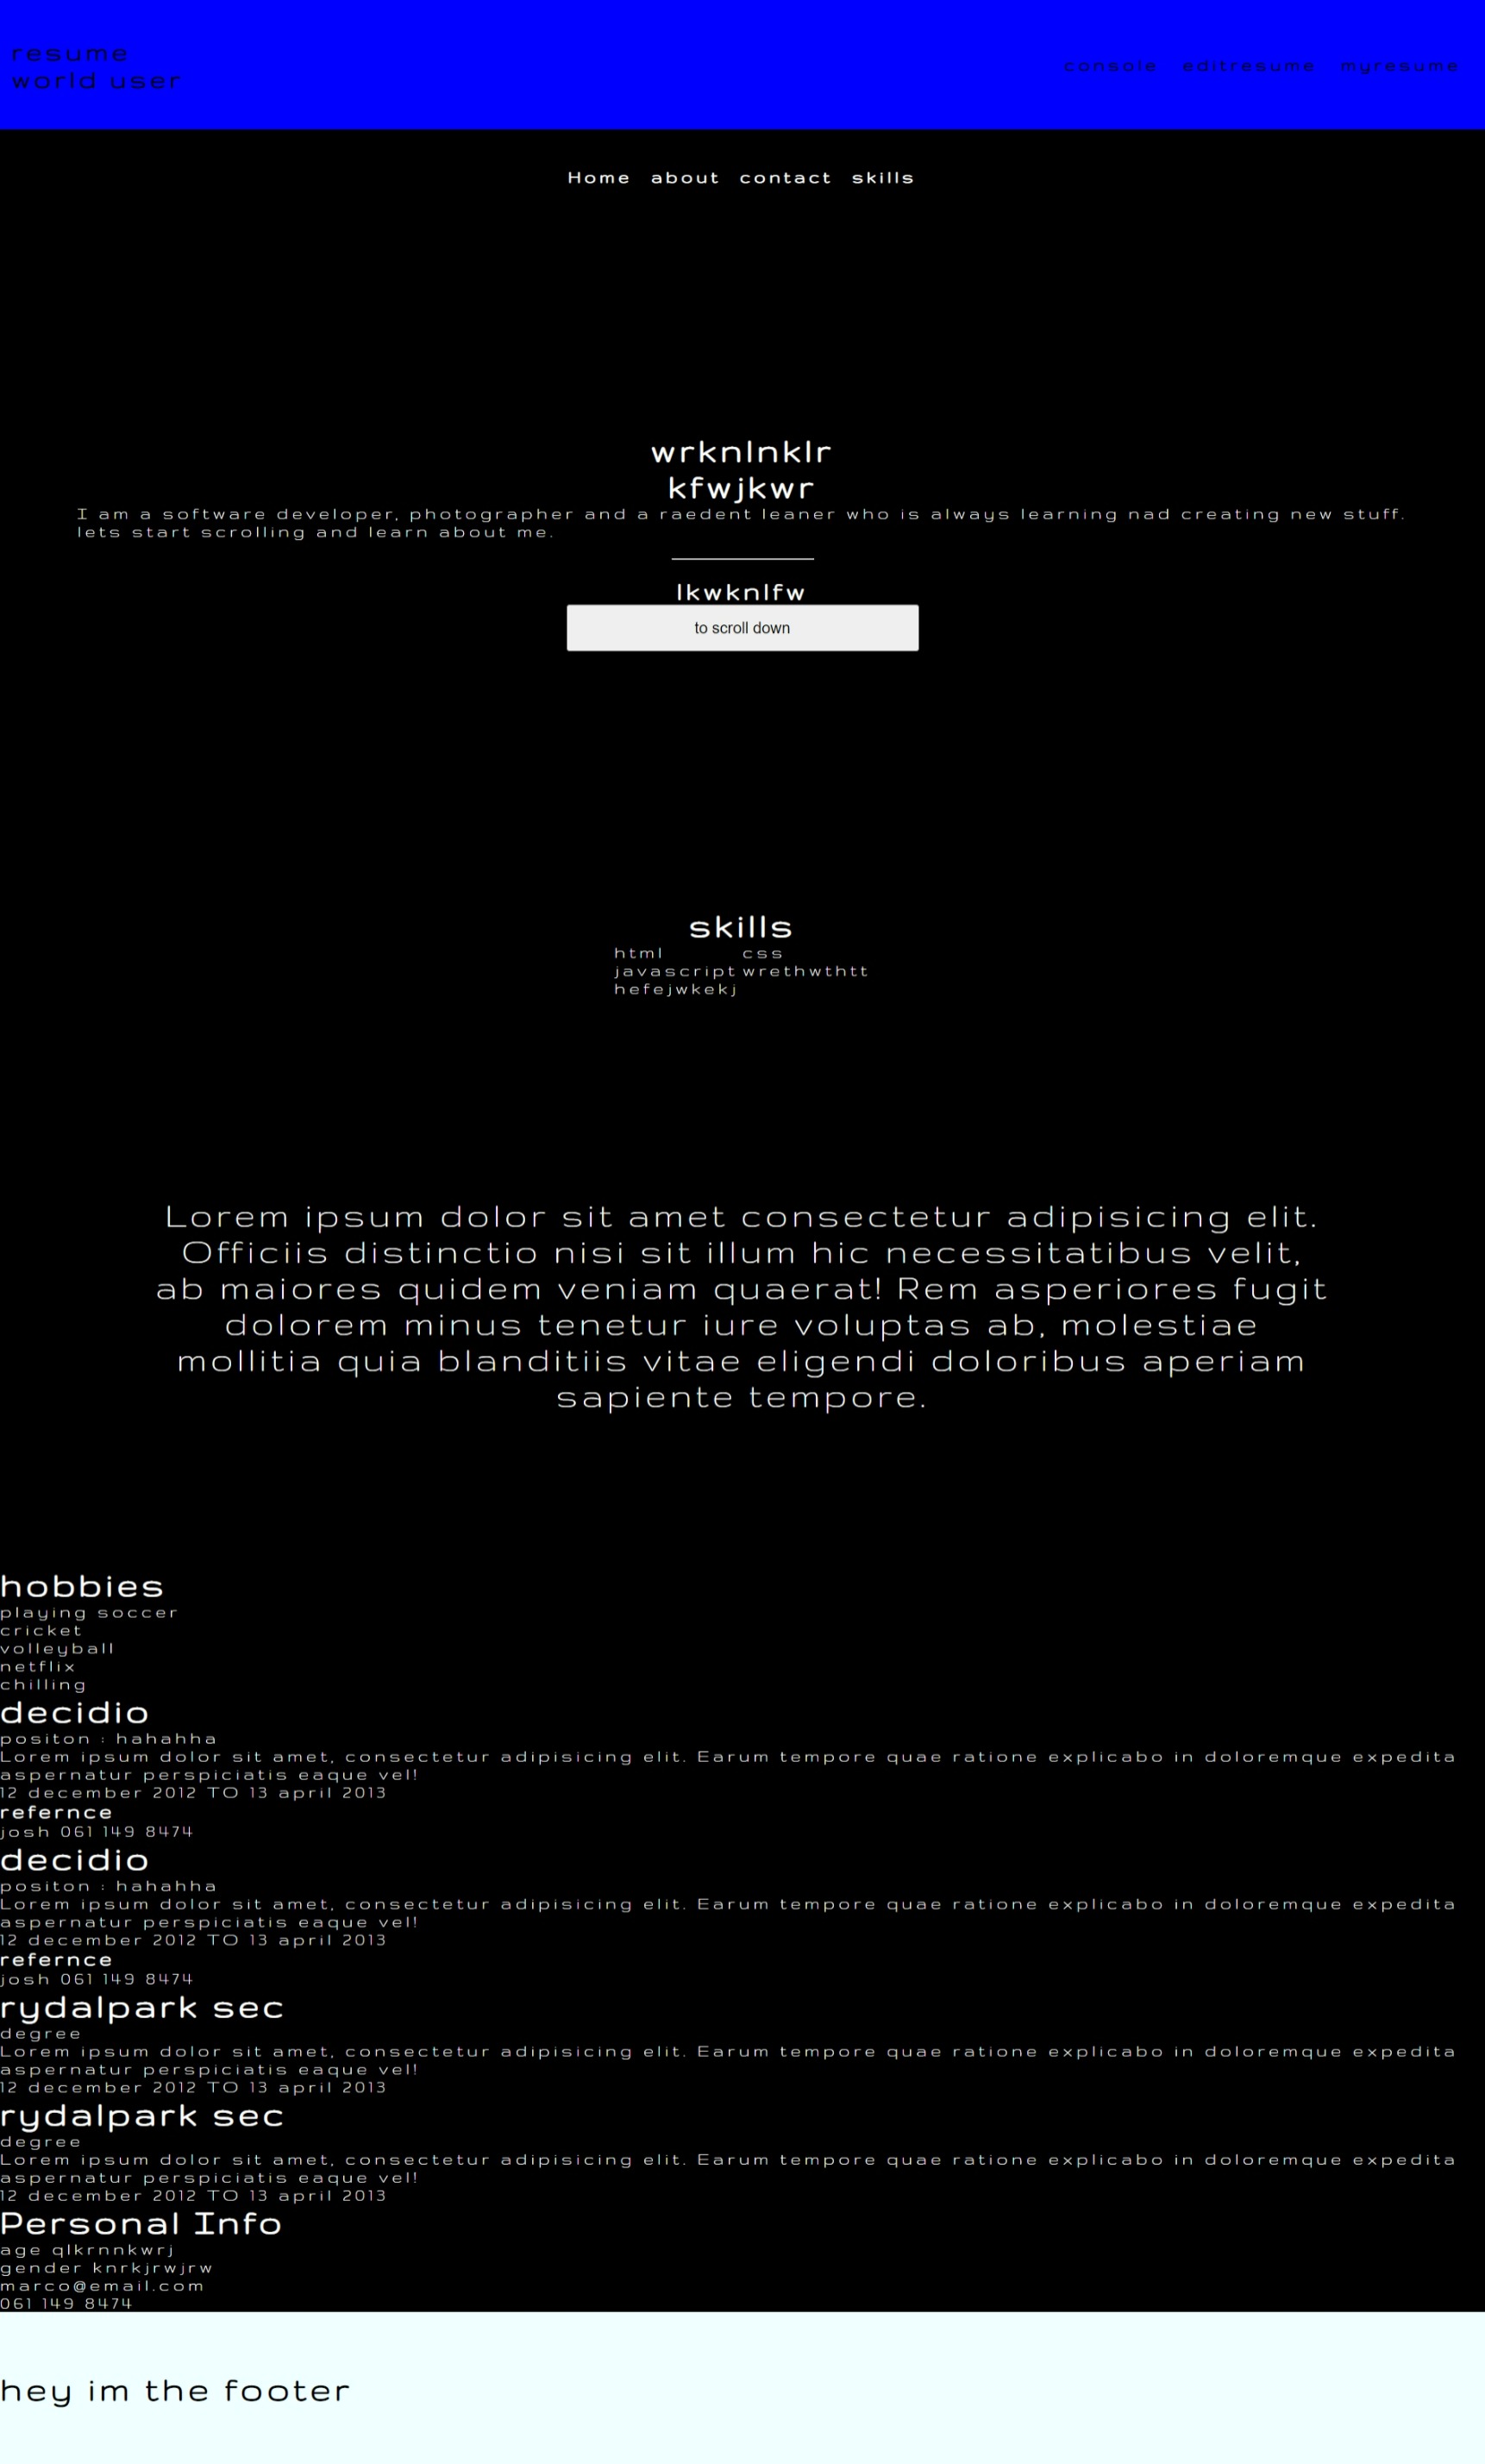 resume
world user
console editresume myresume
Home about contact skills
wrknlnklr
kfwjkwr
I am a software developer, photographer and a raedent leaner who is always learning nad creating new stuff.
lets start scrolling and learn about me.
lkwknlfw
to scroll down
skills
html css
javascript wrethwthtt
hefejwkekj
Lorem ipsum dolor sit amet consectetur adipisicing elit.
Officiis distinctio nisi sit illum hic necessitatibus velit,
ab maiores quidem veniam quaerat! Rem asperiores fugit
dolorem minus tenetur iure voluptas ab, molestiae
mollitia quia blanditiis vitae eligendi doloribus aperiam
sapiente tempore.
hobbies
playing soccer
cricket
volleyball
netflix
chilling
decidio
positon : hahahha
Lorem ipsum dolor sit amet, consectetur adipisicing elit. Earum tempore quae ratione explicabo in doloremque expedita
aspernatur perspiciatis eaque vel!
12 december 2012 TO 13 april 2013
refernce
josh 061 149 8474
decidio
positon : hahahha
Lorem ipsum dolor sit amet, consectetur adipisicing elit. Earum tempore quae ratione explicabo in doloremque expedita
aspernatur perspiciatis eaque vel!
12 december 2012 TO 13 april 2013
refernce
josh 061 149 8474
rydalpark sec
degree
Lorem ipsum dolor sit amet, consectetur adipisicing elit. Earum tempore quae ratione explicabo in doloremque expedita
aspernatur perspiciatis eaque vel!
12 december 2012 TO 13 april 2013
rydalpark sec
degree
Lorem ipsum dolor sit amet, consectetur adipisicing elit. Earum tempore quae ratione explicabo in doloremque expedita
aspernatur perspiciatis eaque vel!
12 december 2012 TO 13 april 2013
Personal Info
age qlkrnnkwrj
gender knrkjrwjrw
marco@email.com
061 149 8474
hey im the footer